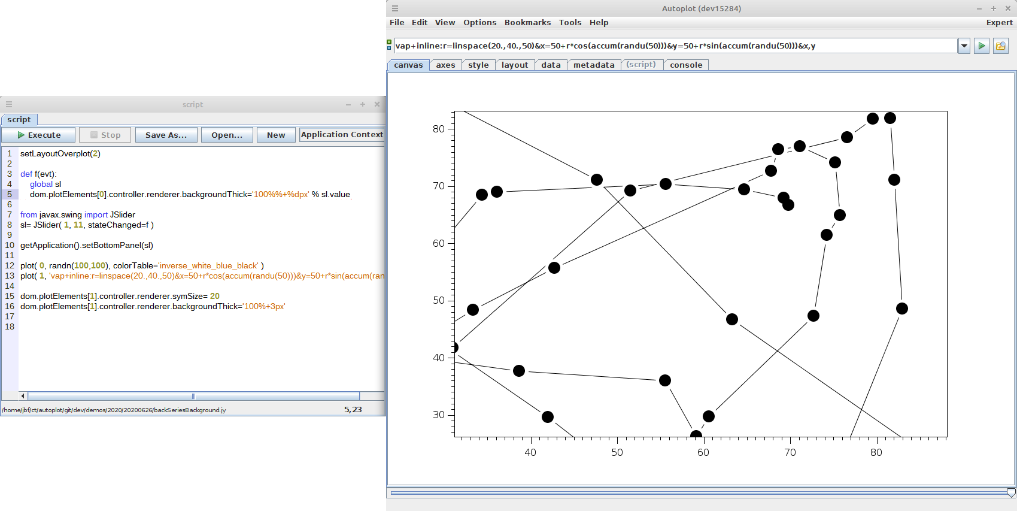 script
script
Execute Stop Save As... Open... New Application Context
1 setLayoutOverplot(2)
2
3 def f(evt):
4 global sl
5 dom.plotElements[0].controller.renderer.backgroundThick='100%%+%dpx' % sl.value
6
7 from javax.swing import JSlider
8 sl= JSlider( 1, 11, stateChanged=f )
9
10 getApplication().setBottomPanel(sl)
11
12 plot( 0, randn(100,100), colorTable='inverse_white_blue_black' )
13 plot( 1, 'vap+inline:r=linspace(20.,40.,50)&x=50+r*cos(accum(randu(50)))&y=50+r*sin(accum(ran
14
15 dom.plotElements[1].controller.renderer.symSize= 20
16 dom.plotElements[1].controller.renderer.backgroundThick='100%+3px'
17
18
/home/jbf/ct/autoplot/git/dev/demos/2020/20200626/backSeriesBackground.jy 5,23
Autoplot (dev15284)
File Edit View Options Bookmarks Tools Help Expert
vap+inline:r=linspace(20.,40.,50)&x=50+r*cos(accum(randu(50)))&y=50+r*sin(accum(randu(50)))&x,y
canvas axes style layout data metadata (script) console
80
70
60
50
40
30
40 50 60 70 80